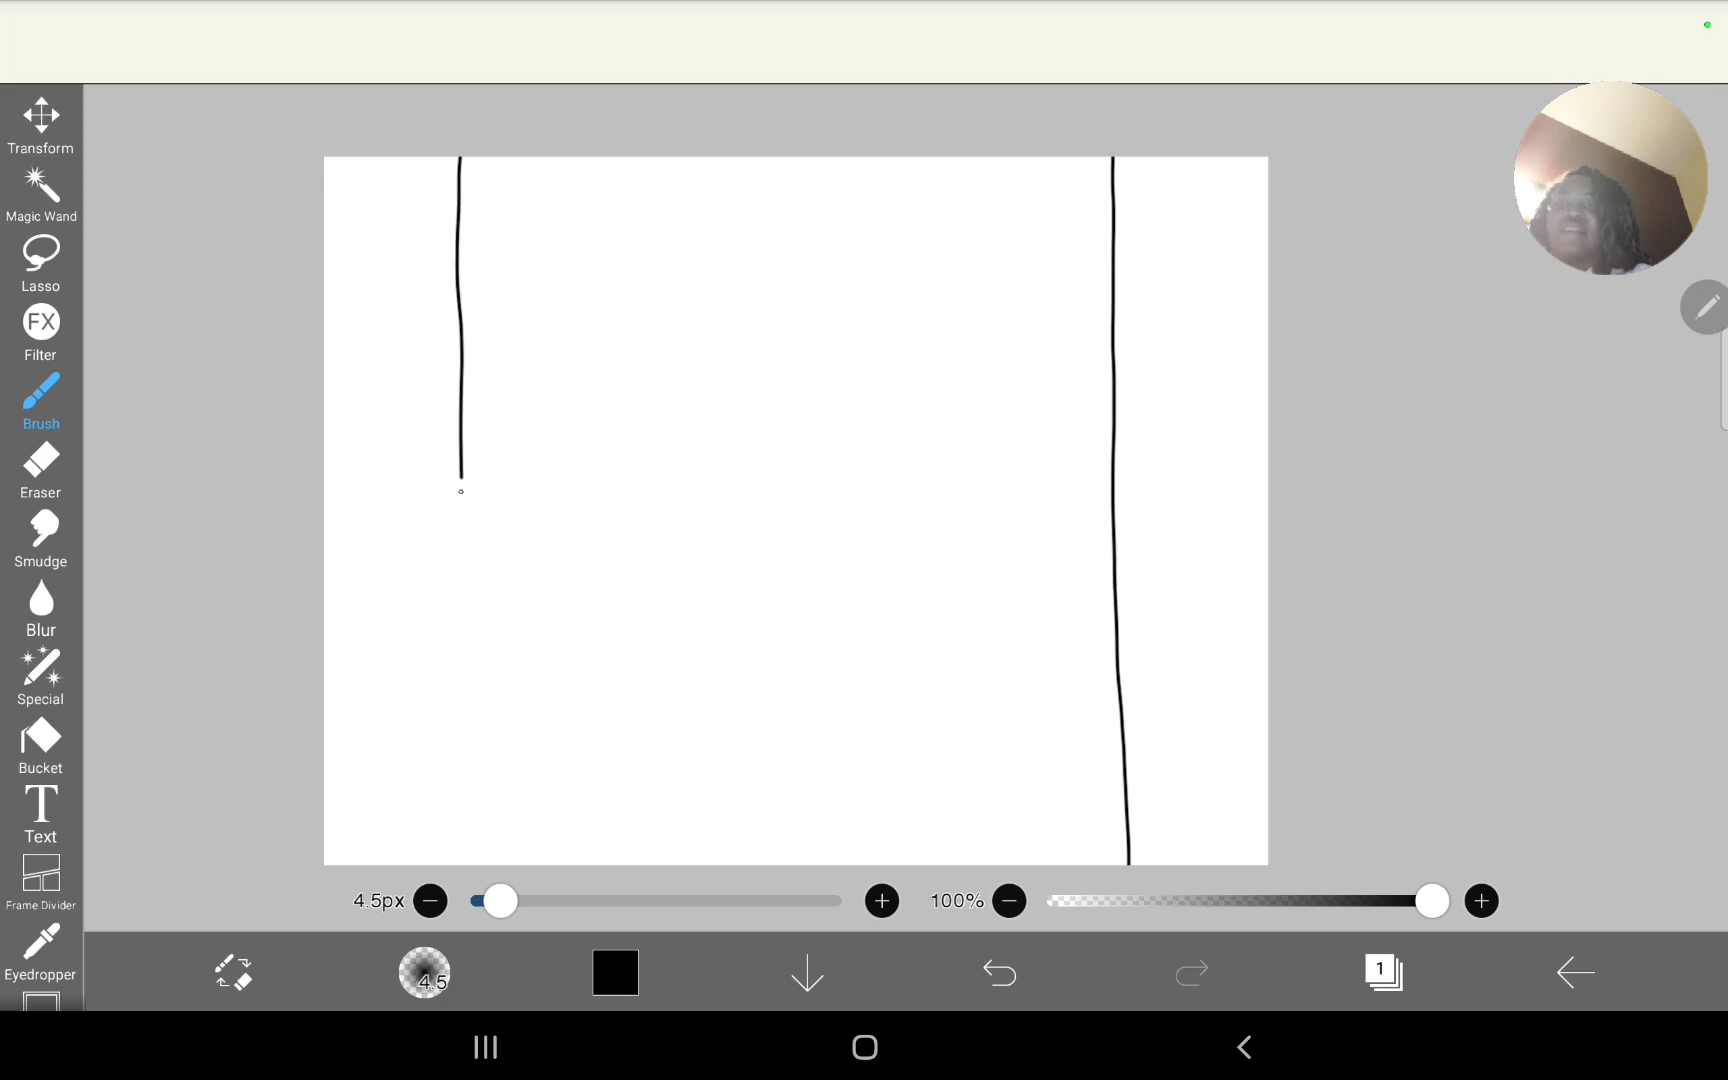 Transform
Magic Wand
Lasso
FX
Filter
Brush
Eraser
Smudge
Blur
Special
Bucket
T
Text
Frame Divider
Eyedropper
4.5px
100%
4.5
1